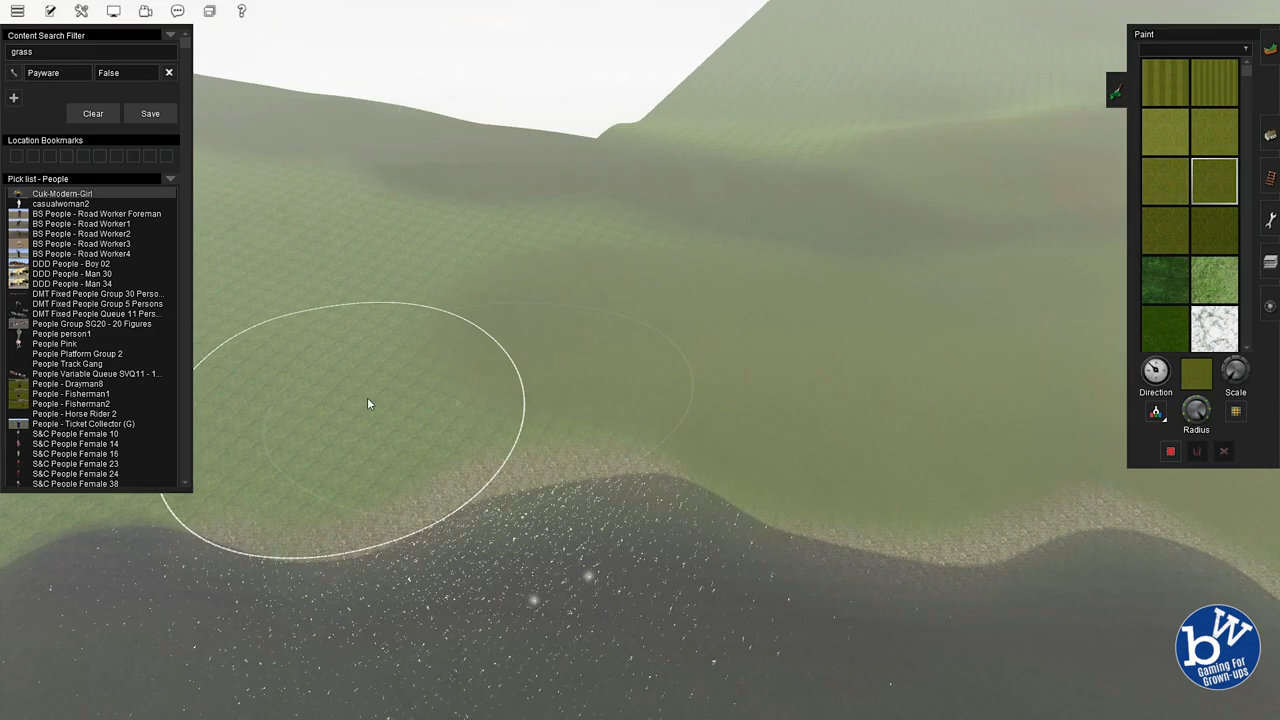 Content Search Filter
grass
Payware False
Clear Save
Location Bookmarks
Pick list - People
Cuk-Modern-Girl
casualwoman2
BS People - Road Worker Foreman
BS People - Road Worker1
BS People - Road Worker2
BS People - Road Worker3
BS People - Road Worker4
DDD People - Boy 02
DDD People - Man 30
DDD People - Man 34
DMT Fixed People Group 30 Perso...
DMT Fixed People Group 5 Persons
DMT Fixed People Queue 11 Pers...
People Group SG20 - 20 Figures
People person1
People Pink
People Platform Group 2
People Track Gang
People Variable Queue SVQ11 - 1...
People - Drayman8
People - Fisherman1
People - Fisherman2
People - Horse Rider 2
People - Ticket Collector (G)
S&C People Female 10
S&C People Female 14
S&C People Female 16
S&C People Female 23
S&C People Female 24
S&C People Female 38
Paint
Direction Scale
Radius
bW
Gaming For
Grown-ups